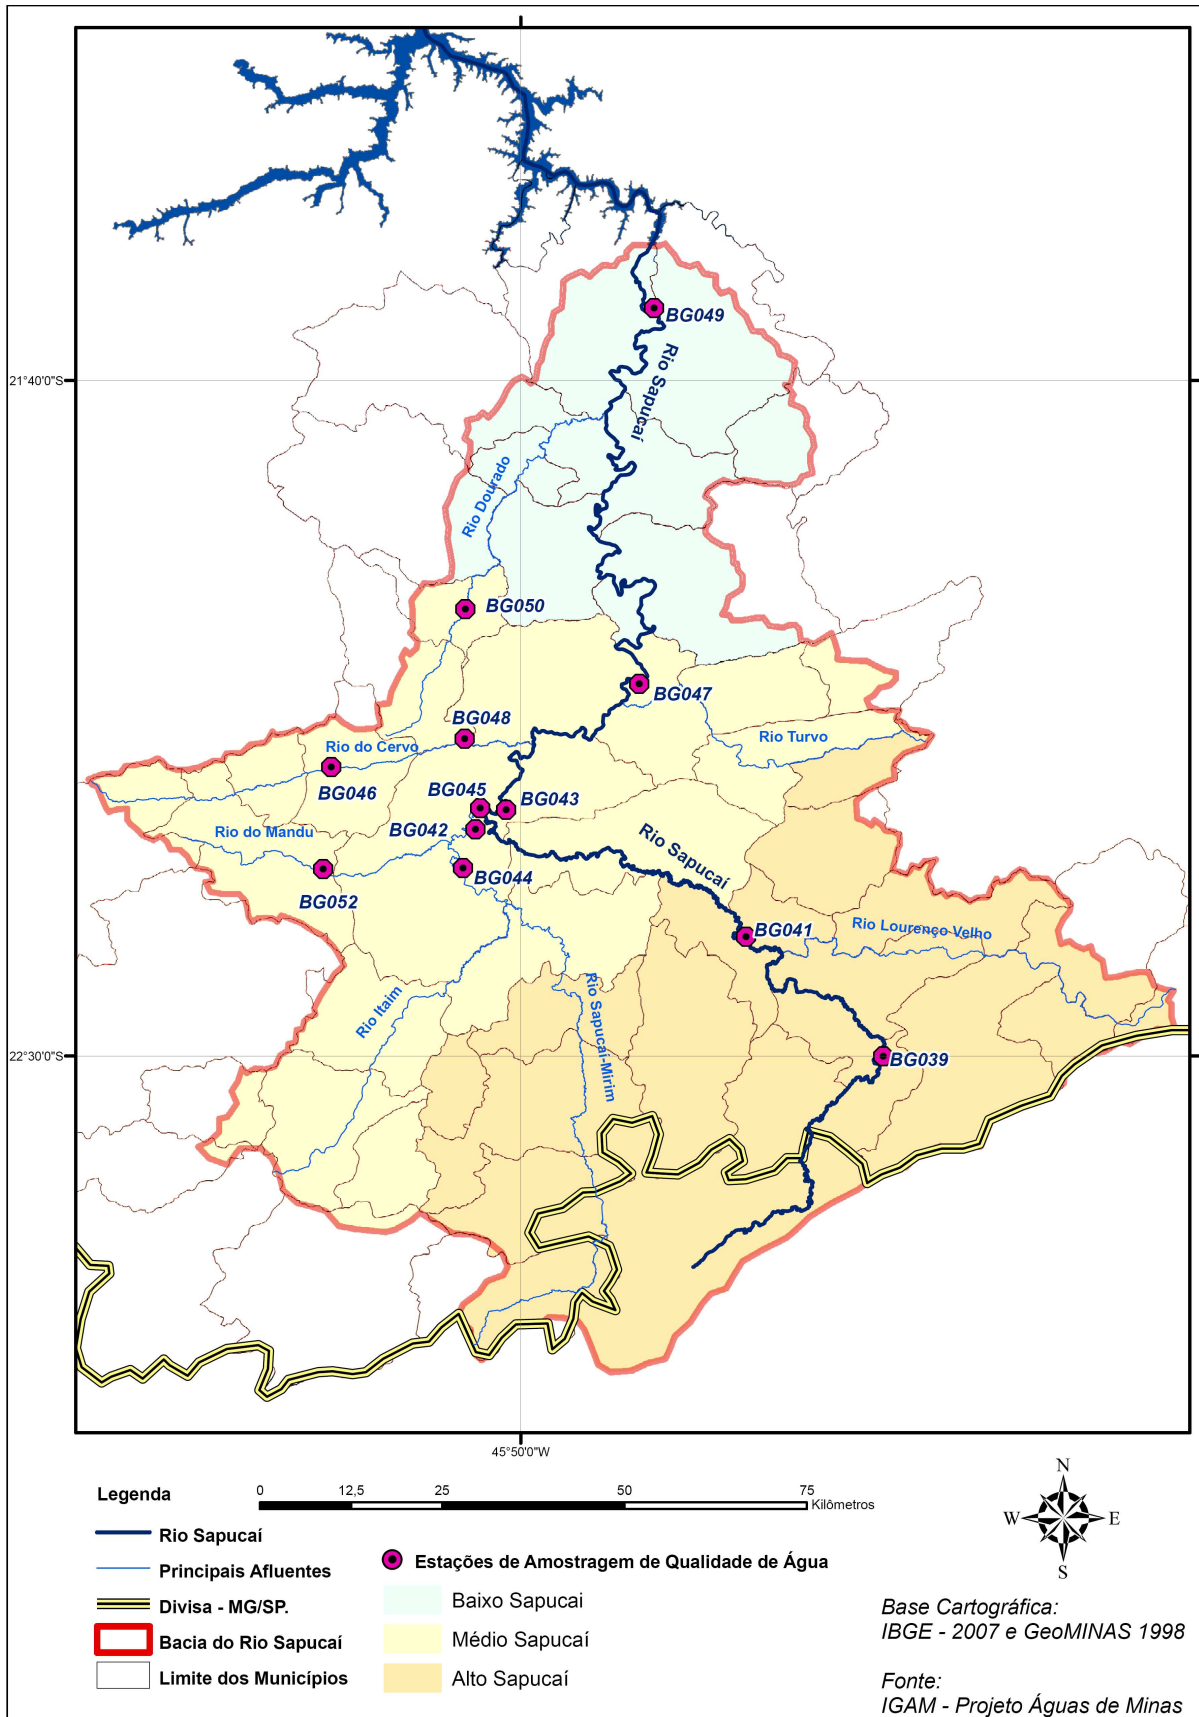 BG049
Rio Sapucaí
21°40'0"S
Rio Dourado
BG050
BG047
BG048
Rio Turvo
Rio do Cervo
BG046
BG045
BG043
Rio do Mandu
BG042
Rio Sapucaí
BG044
BG052
BG041
Rio Lourenço Velho
Rio Itaim
Rio Sapucai-Mirim
22°30'0"S
BG039
45°50'0"W
Legenda
0 12,5 25 50 75
Kilômetros
Rio Sapucaí
Principais Afluentes
Divisa - MG/SP.
Bacia do Rio Sapucaí
Limite dos Municípios
Estações de Amostragem de Qualidade de Água
Baixo Sapucai
Médio Sapucaí
Alto Sapucaí
N
W E
S
Base Cartográfica:
IBGE - 2007 e GeoMINAS 1998
Fonte:
IGAM - Projeto Águas de Minas